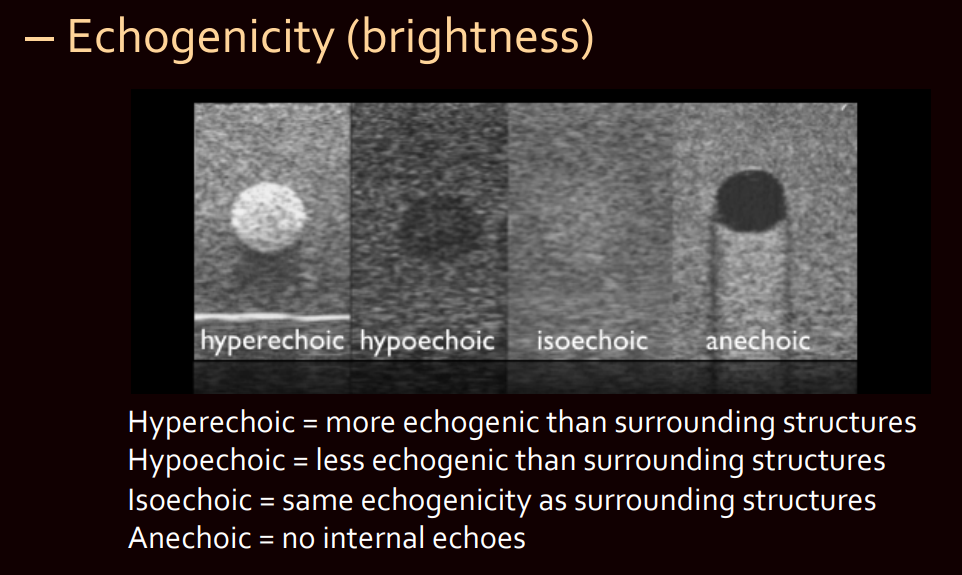 – Echogenicity (brightness)
hyperechoic hypoechoic isoechoic anechoic
Hyperechoic = more echogenic than surrounding structures
Hypoechoic = less echogenic than surrounding structures
Isoechoic = same echogenicity as surrounding structures
Anechoic = no internal echoes